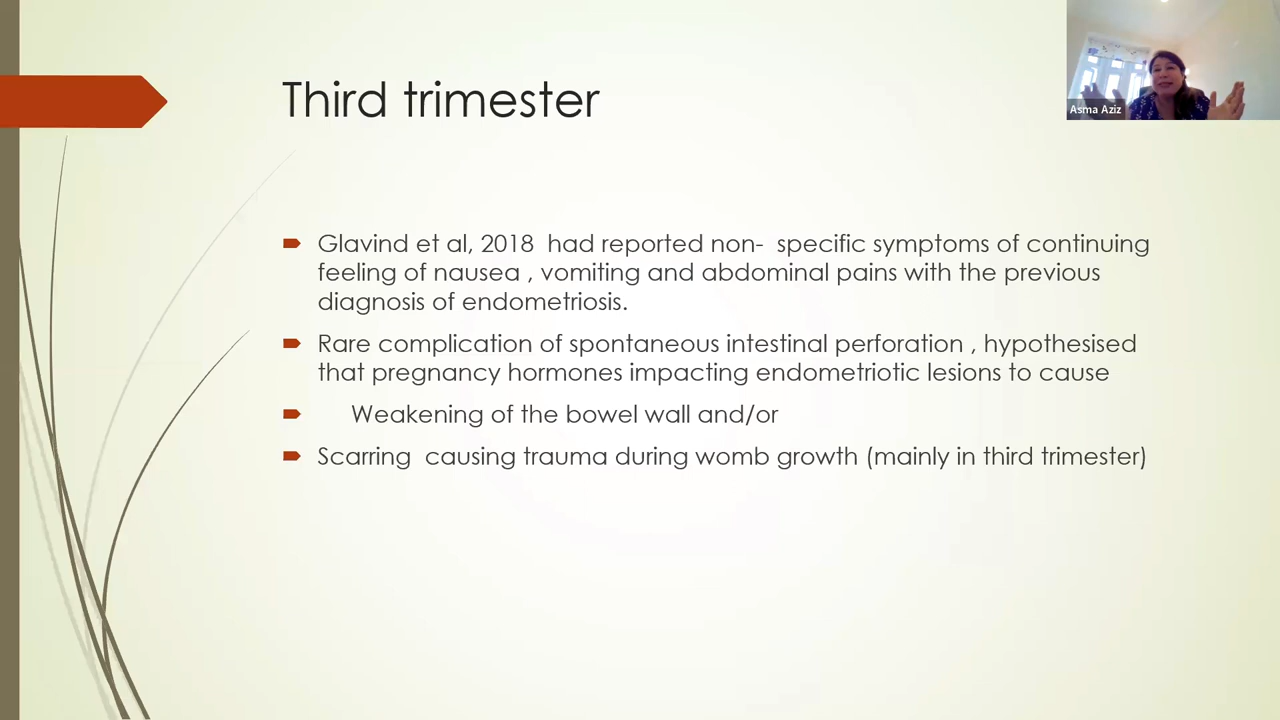 Third trimester
Asma Aziz
Glavind et al, 2018  had reported non-  specific symptoms of continuing
feeling of nausea , vomiting and abdominal pains with the previous
diagnosis of endometriosis.
Rare complication of spontaneous intestinal perforation , hypothesised
that pregnancy hormones impacting endometriotic lesions to cause
Weakening of the bowel wall and/or
Scarring  causing trauma during womb growth (mainly in third trimester)